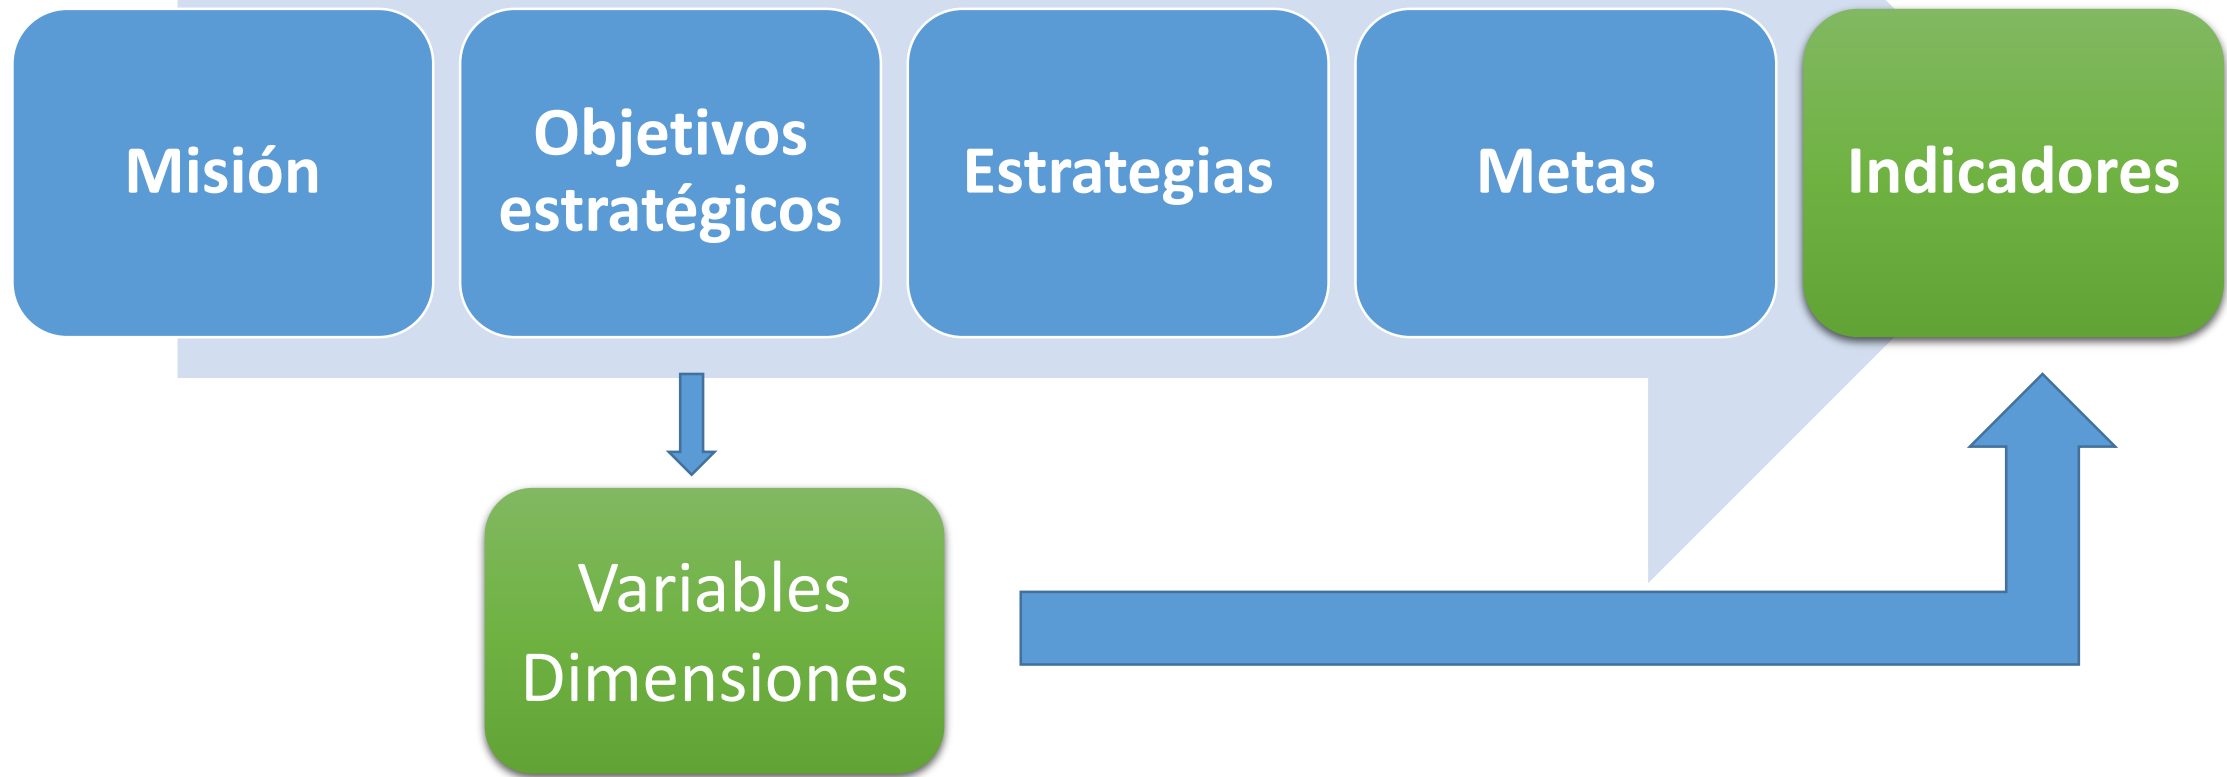 Misión
Objetivos
estratégicos
Estrategias
Metas
Indicadores
Variables
Dimensiones